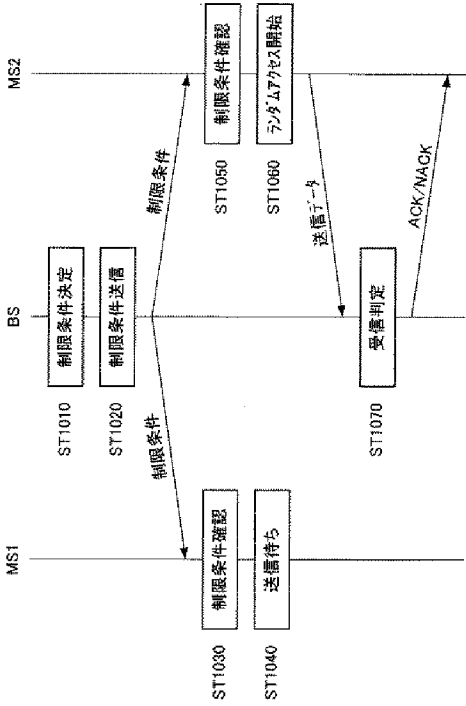 MS1
BS
MS2
ST1010
制限条件決定
ST1020
制限条件送信
制限条件
制限条件
ST1030
制限条件確認
ST1050
制限条件確認
ST1040
送信待ち
ST1060
ランダムアクセス開始
送信データ
ST1070
受信判定
ACK/NACK